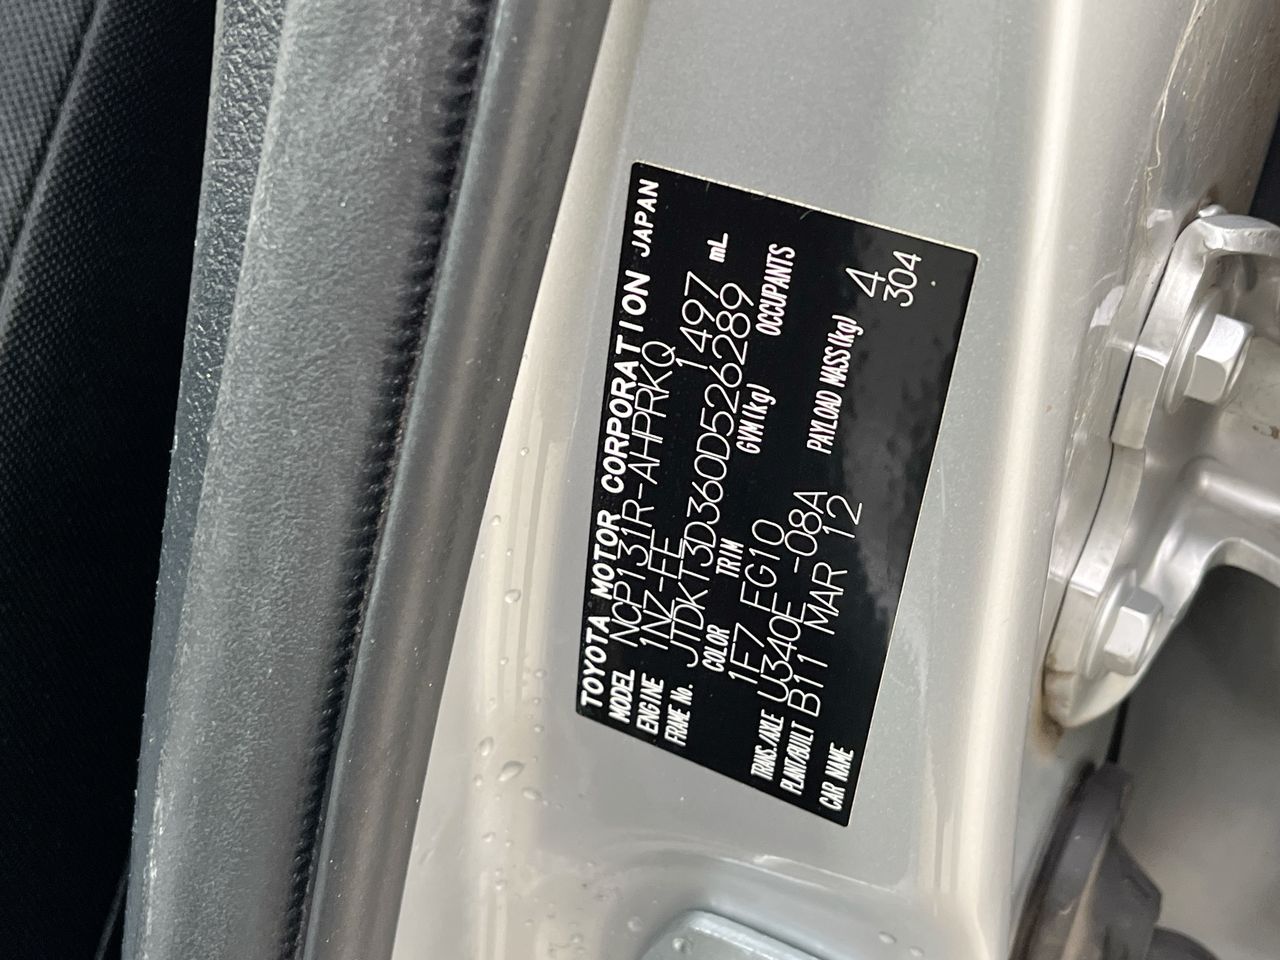 TOYOTA MOTOR CORPORATION JAPAN
MODEL NCP131R-AHPRKQ
ENGINE 1NZ-FE 1497 mL
FRAME No. JTDKT3D360D526289
COLOR TRIM GVM(kg) OCCUPANTS
1F7 FG10
TRANS./AXLE U340E -08A PAYLOAD MASS(kg) 4
PLANT/BUILT B11 MAR 12 304
CAR NAME